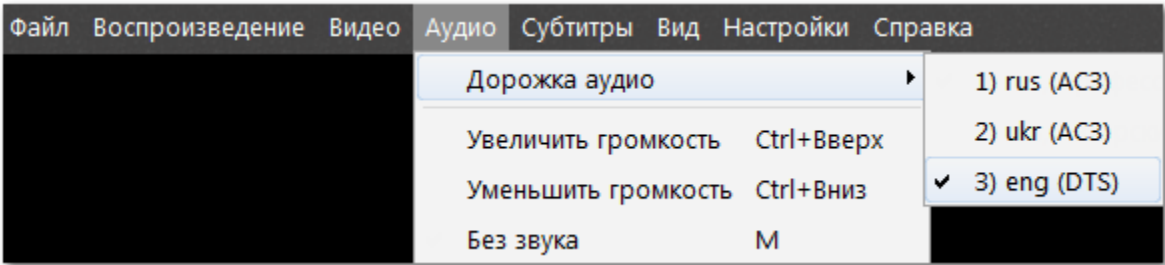 Файл Воспроизведение Видео Аудио Субтитры Вид Настройки Справка
Дорожка аудио
1) rus (AC3)
2) ukr (AC3)
3) eng (DTS)
Увеличить громкость Ctrl+Вверх
Уменьшить громкость Ctrl+Вниз
Без звука M